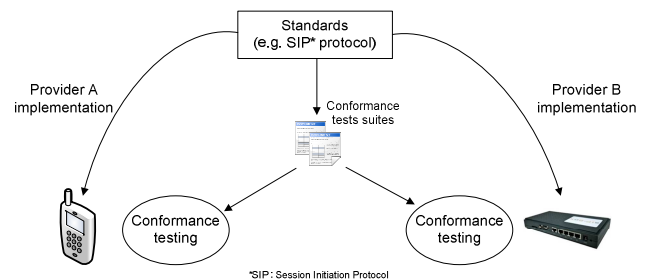 Standards
(e.g. SIP* protocol)
Provider A
implementation
Provider B
implementation
Conformance
tests suites
Conformance
testing
Conformance
testing
*SIP: Session Initiation Protocol